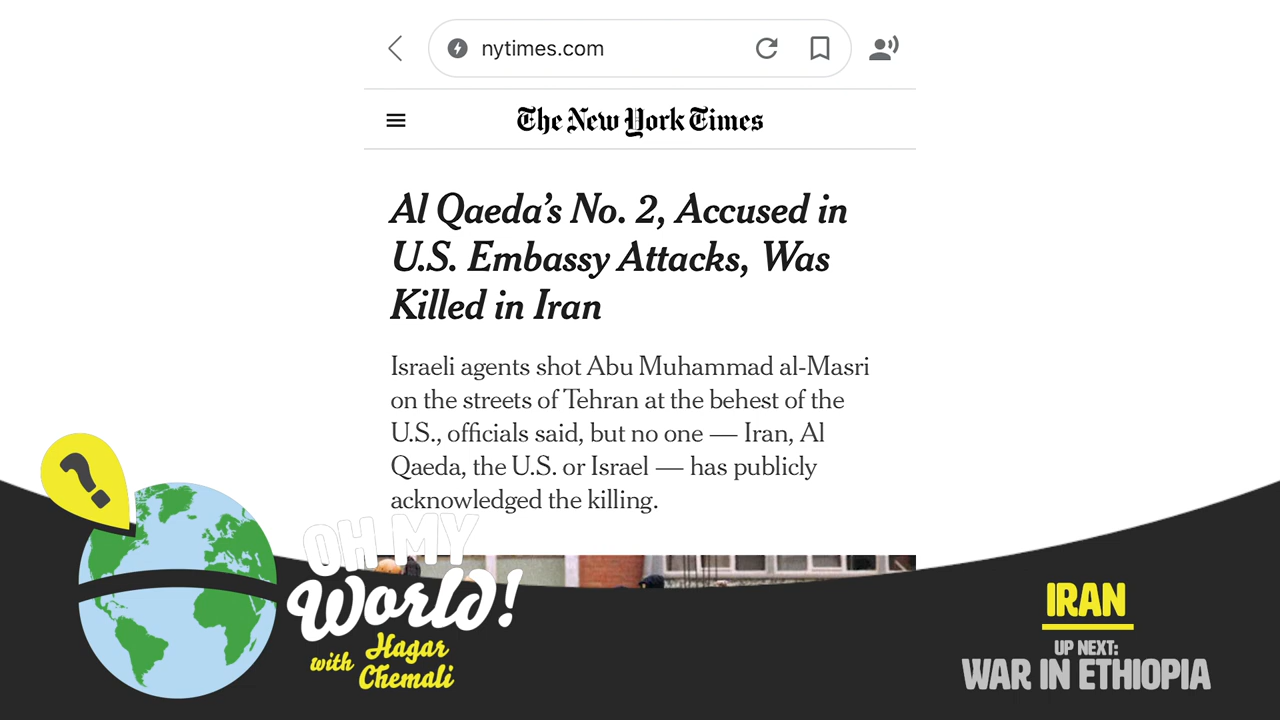 nytimes.com
The New York Times
Al Qaeda's No. 2, Accused in
U.S. Embassy Attacks, Was
Killed in Iran
Israeli agents shot Abu Muhammad al-Masri
on the streets of Tehran at the behest of the
U.S., officials said, but no one — Iran, Al
Qaeda, the U.S. or Israel — has publicly
acknowledged the killing.
?
OH MY
World!
with Hagar
Chemali
IRAN
UP NEXT:
WAR IN ETHIOPIA